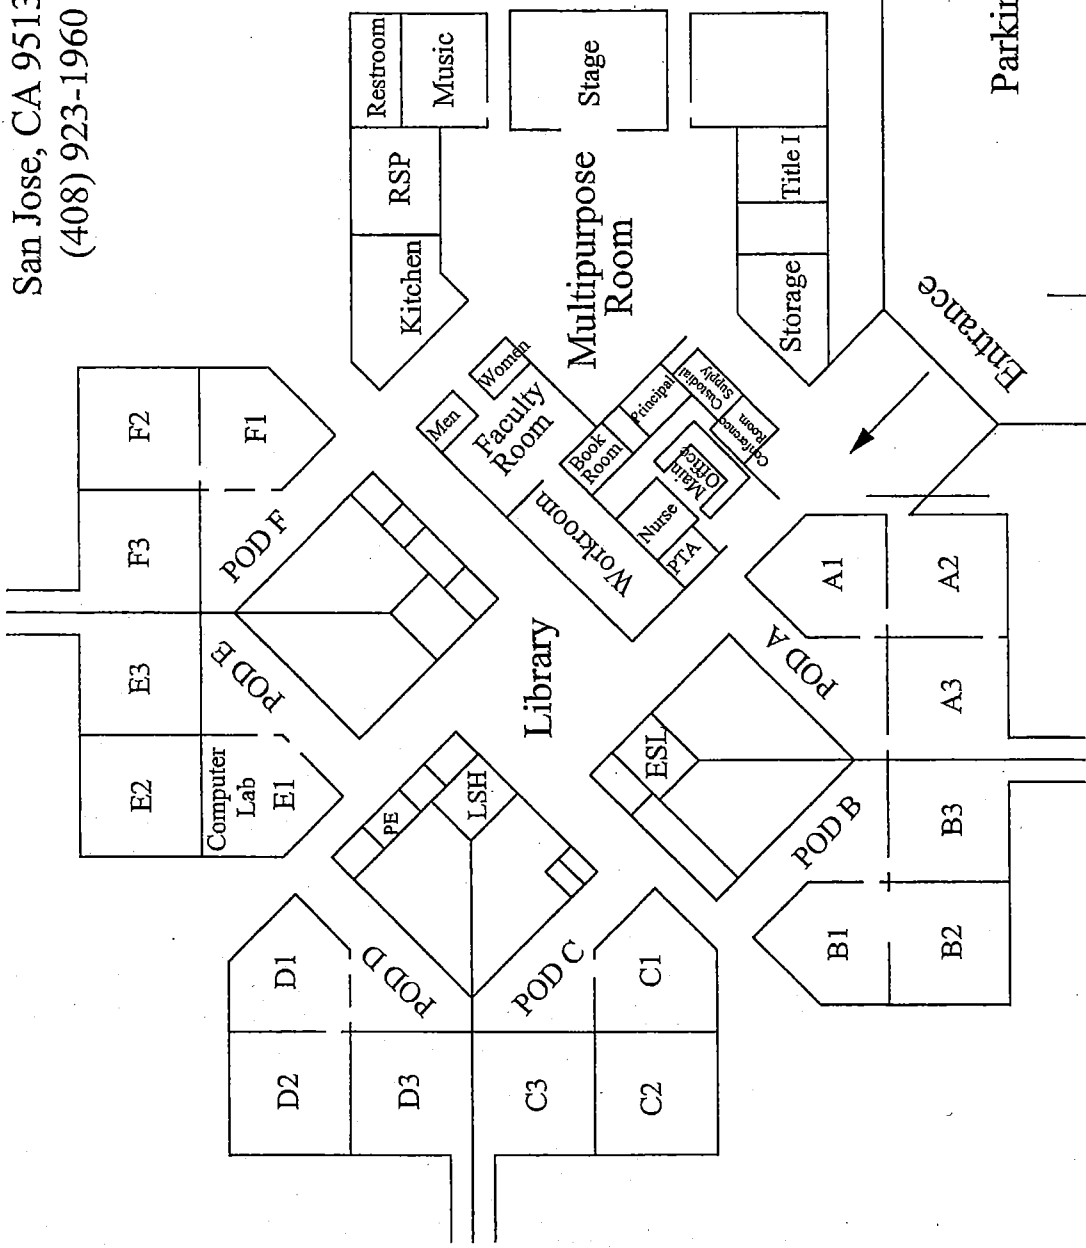 San Jose, CA 9513
(408) 923-1960
Restroom
Music
Stage
RSP
Kitchen
Title I
Storage
Multipurpose
Room
Parkin
Entrance
Women
Men
Faculty
Room
Book
Room
Principal
Custodial
Supply
Conference
Room
Main
Office
Nurse
PTA
Workroom
Library
F2
F1
F3
POD F
E3
POD E
E2
Computer
Lab
E1
PE
LSH
ESL
A1
A2
A3
POD A
POD B
B3
B1
B2
D1
D2
D3
POD D
POD C
C1
C3
C2